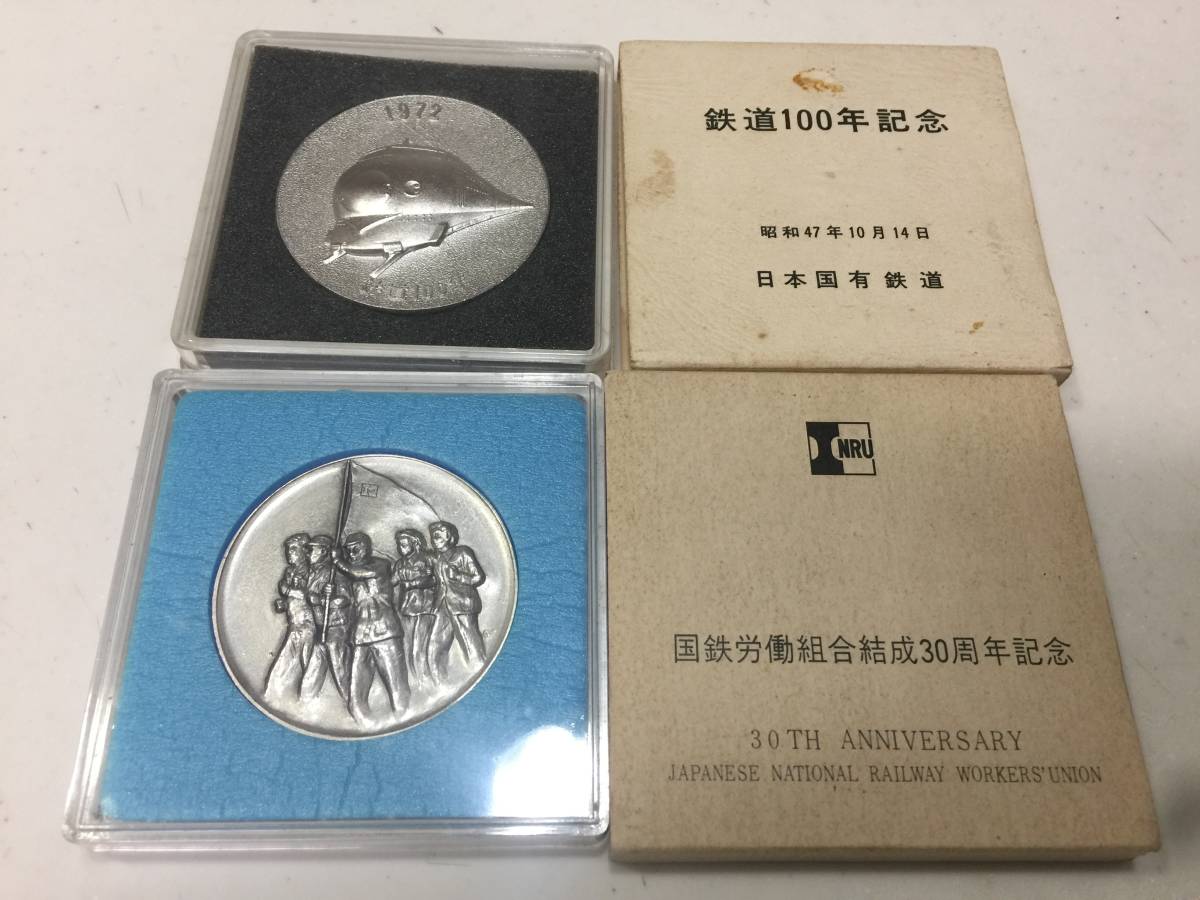 1972
鉄道100年記念
昭和47年10月14日
日本国有鉄道
NRU
国鉄労働組合結成30周年記念
30TH ANNIVERSARY
JAPANESE NATIONAL RAILWAY WORKERS' UNION